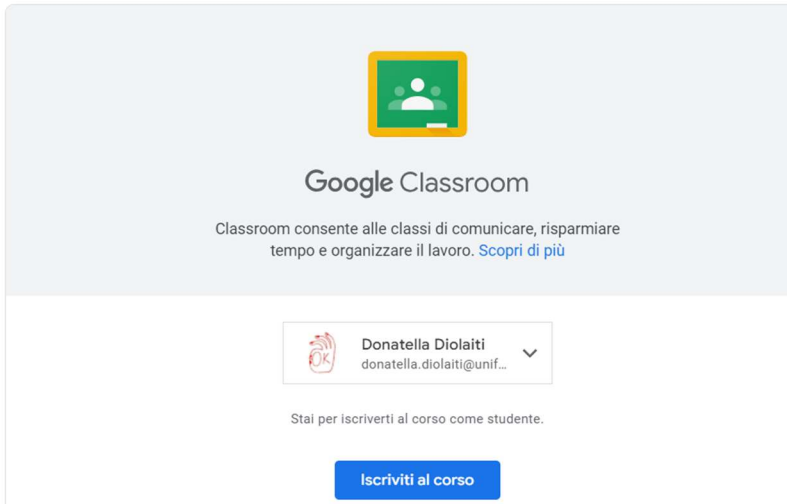 Google Classroom
Classroom consente alle classi di comunicare, risparmiare
tempo e organizzare il lavoro. Scopri di più
OK
Donatella Diolaiti
donatella.diolaiti@unif...
Stai per iscriverti al corso come studente.
Iscriviti al corso